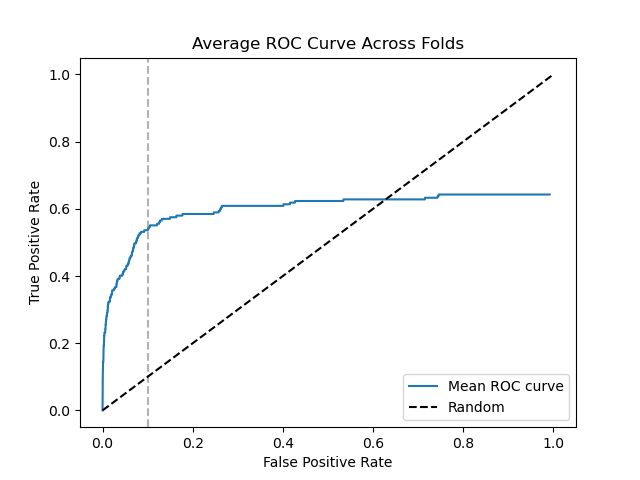 Average ROC Curve Across Folds
True Positive Rate
1.0
0.8
0.6
0.4
0.2
0.0
Mean ROC curve
Random
0.0 0.2 0.4 0.6 0.8 1.0
False Positive Rate